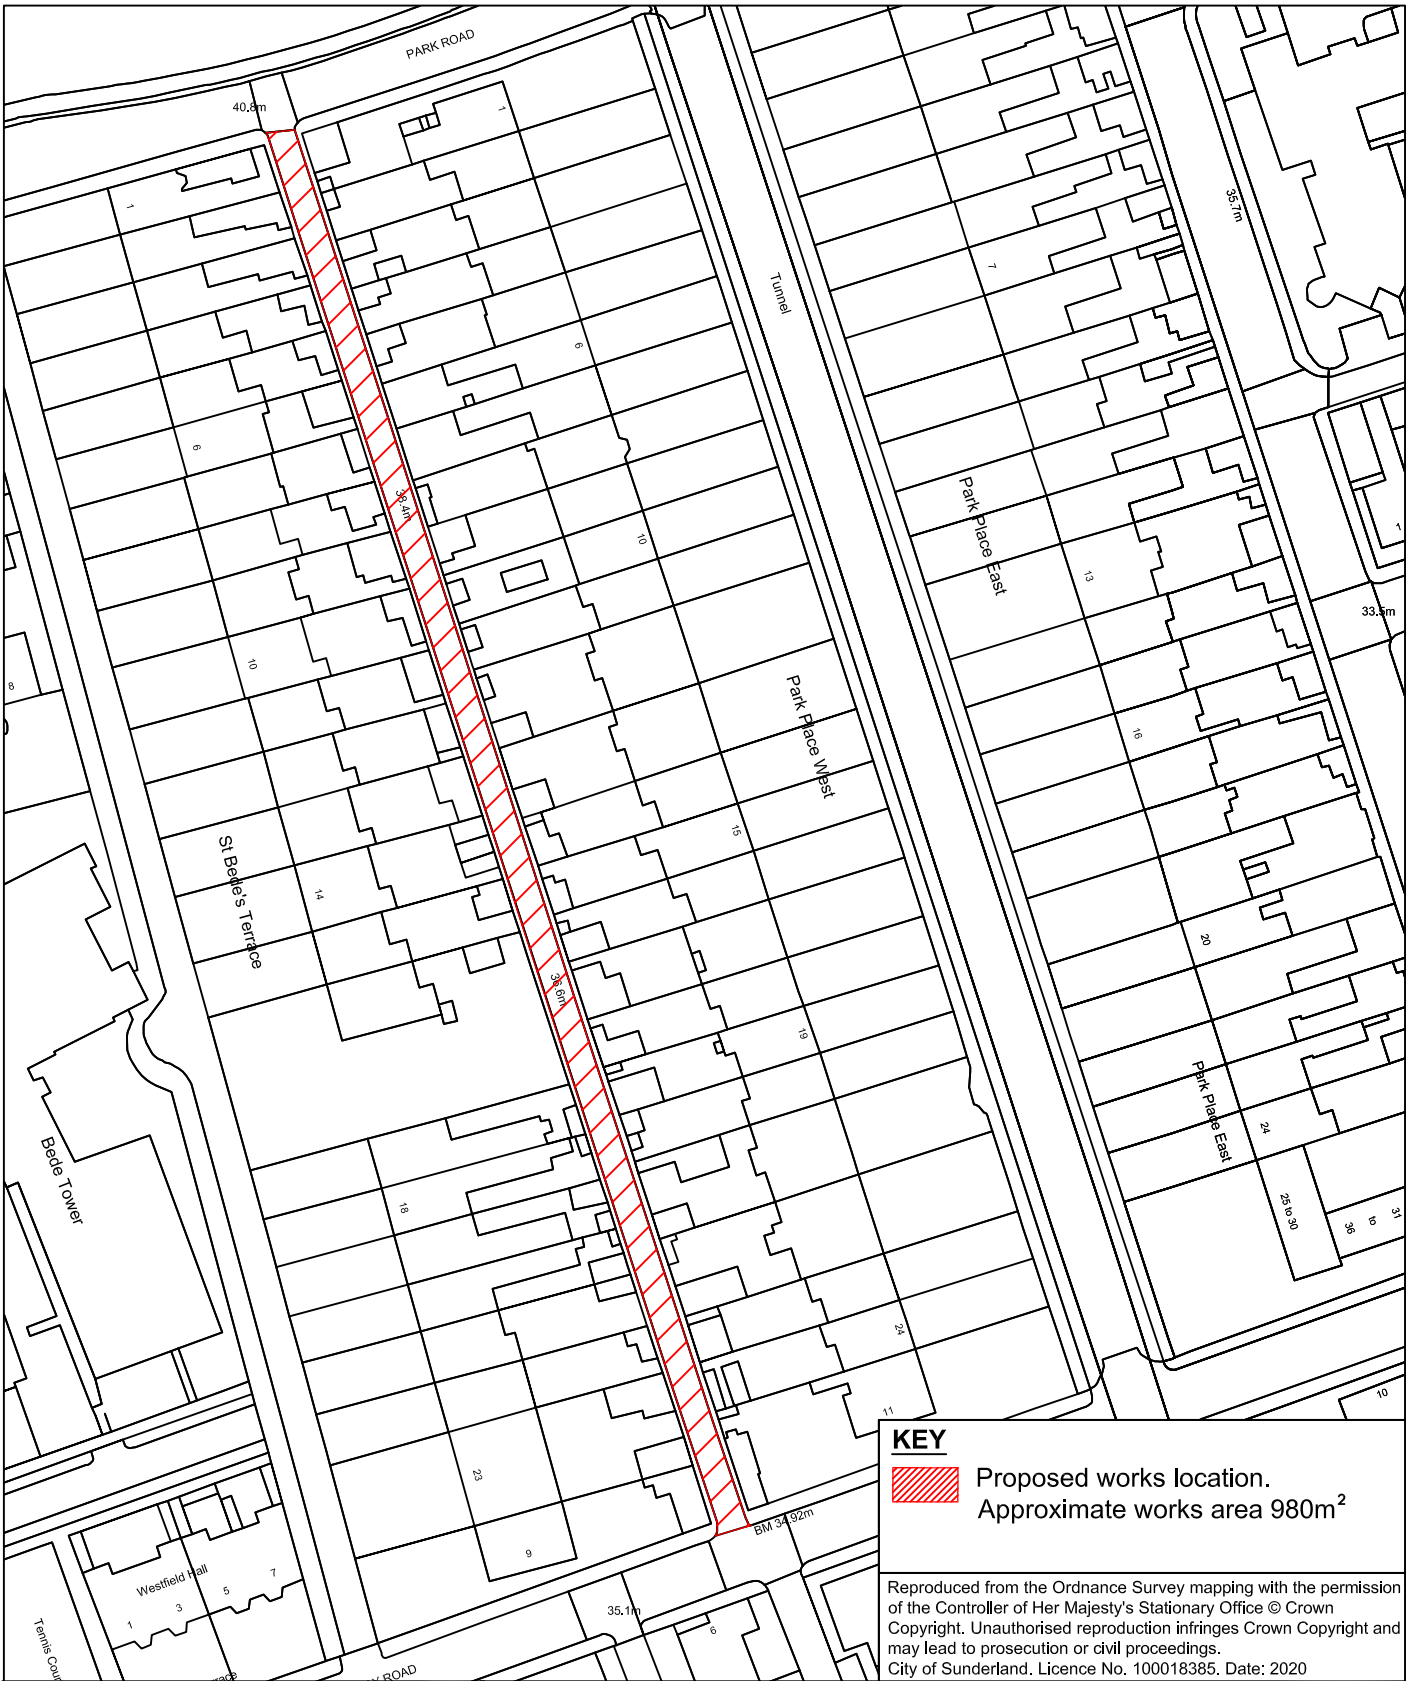 PARK ROAD
40.8m
1
1
Tunnel
35.7m
7
6
6
38.4m
Park Place East
10
13
1
33.5m
10
8
Park Place West
16
15
St Bede's Terrace
14
20
36.6m
19
Park Place East
24
Bede Tower
18
25 to 30
36
to
31
24
10
11
23
BM 34.92m
9
Westfield Hall
1
3
5
7
35.1m
6
Tennis Cour
race
Y ROAD
KEY
Proposed works location.
Approximate works area 980m²
Reproduced from the Ordnance Survey mapping with the permission
of the Controller of Her Majesty's Stationary Office © Crown
Copyright. Unauthorised reproduction infringes Crown Copyright and
may lead to prosecution or civil proceedings.
City of Sunderland. Licence No. 100018385. Date: 2020